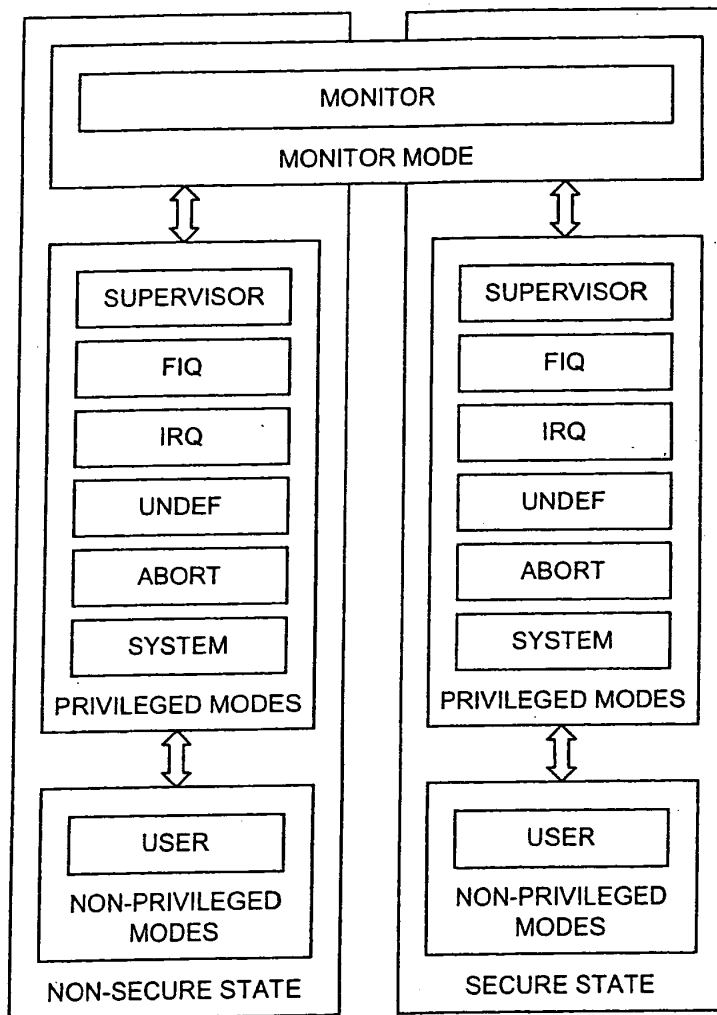 MONITOR
MONITOR MODE
SUPERVISOR
FIQ
IRQ
UNDEF
ABORT
SYSTEM
PRIVILEGED MODES
USER
NON-PRIVILEGED
MODES
NON-SECURE STATE
SUPERVISOR
FIQ
IRQ
UNDEF
ABORT
SYSTEM
PRIVILEGED MODES
USER
NON-PRIVILEGED
MODES
SECURE STATE